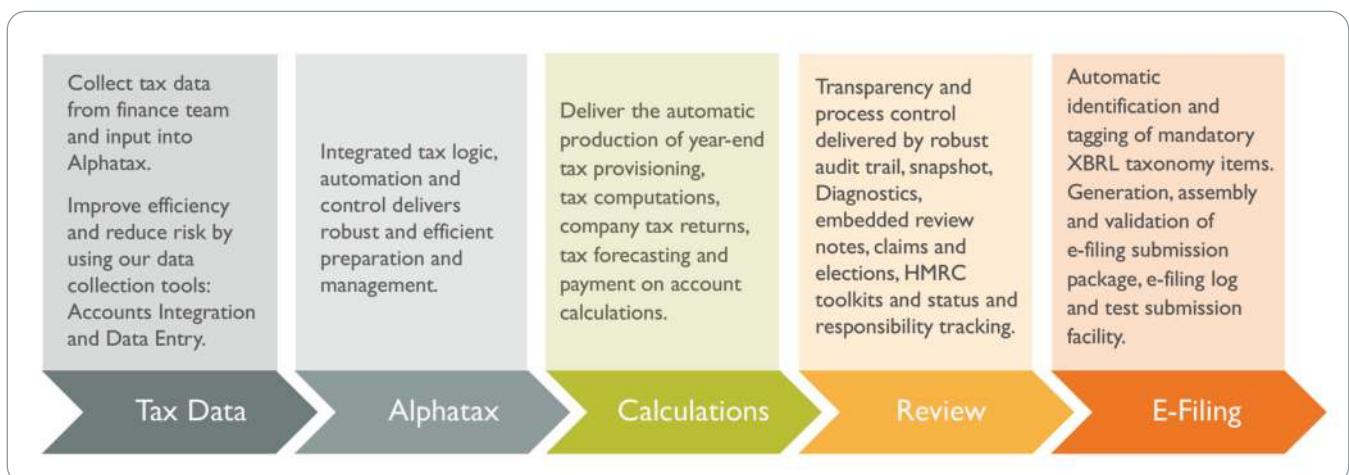 Collect tax data
from finance team
and input into
Alphatax.
Improve efficiency
and reduce risk by
using our data
collection tools:
Accounts Integration
and Data Entry.
Integrated tax logic,
automation and
control delivers
robust and efficient
preparation and
management.
Deliver the automatic
production of year-end
tax provisioning,
tax computations,
company tax returns,
tax forecasting and
payment on account
calculations.
Transparency and
process control
delivered by robust
audit trail, snapshot,
Diagnostics,
embedded review
notes, claims and
elections, HMRC
toolkits and status and
responsibility tracking.
Automatic
identification and
tagging of mandatory
XBRL taxonomy items.
Generation, assembly
and validation of
e-filing submission
package, e-filing log
and test submission
facility.
Tax Data
Alphatax
Calculations
Review
E-Filing